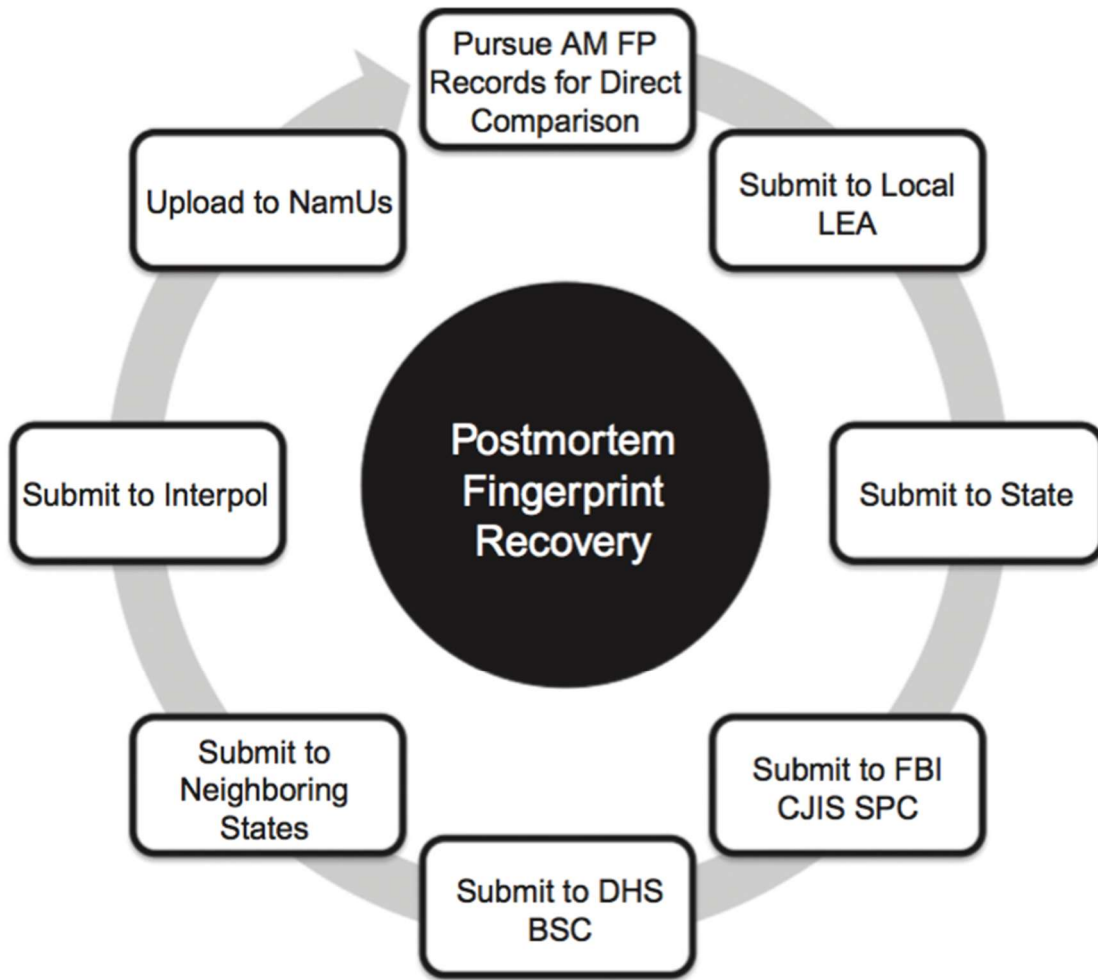 Pursue AM FP
Records for Direct
Comparison
Submit to Local
LEA
Submit to State
Submit to FBI
CJIS SPC
Submit to DHS
BSC
Submit to
Neighboring
States
Submit to Interpol
Upload to NamUs
Postmortem
Fingerprint
Recovery